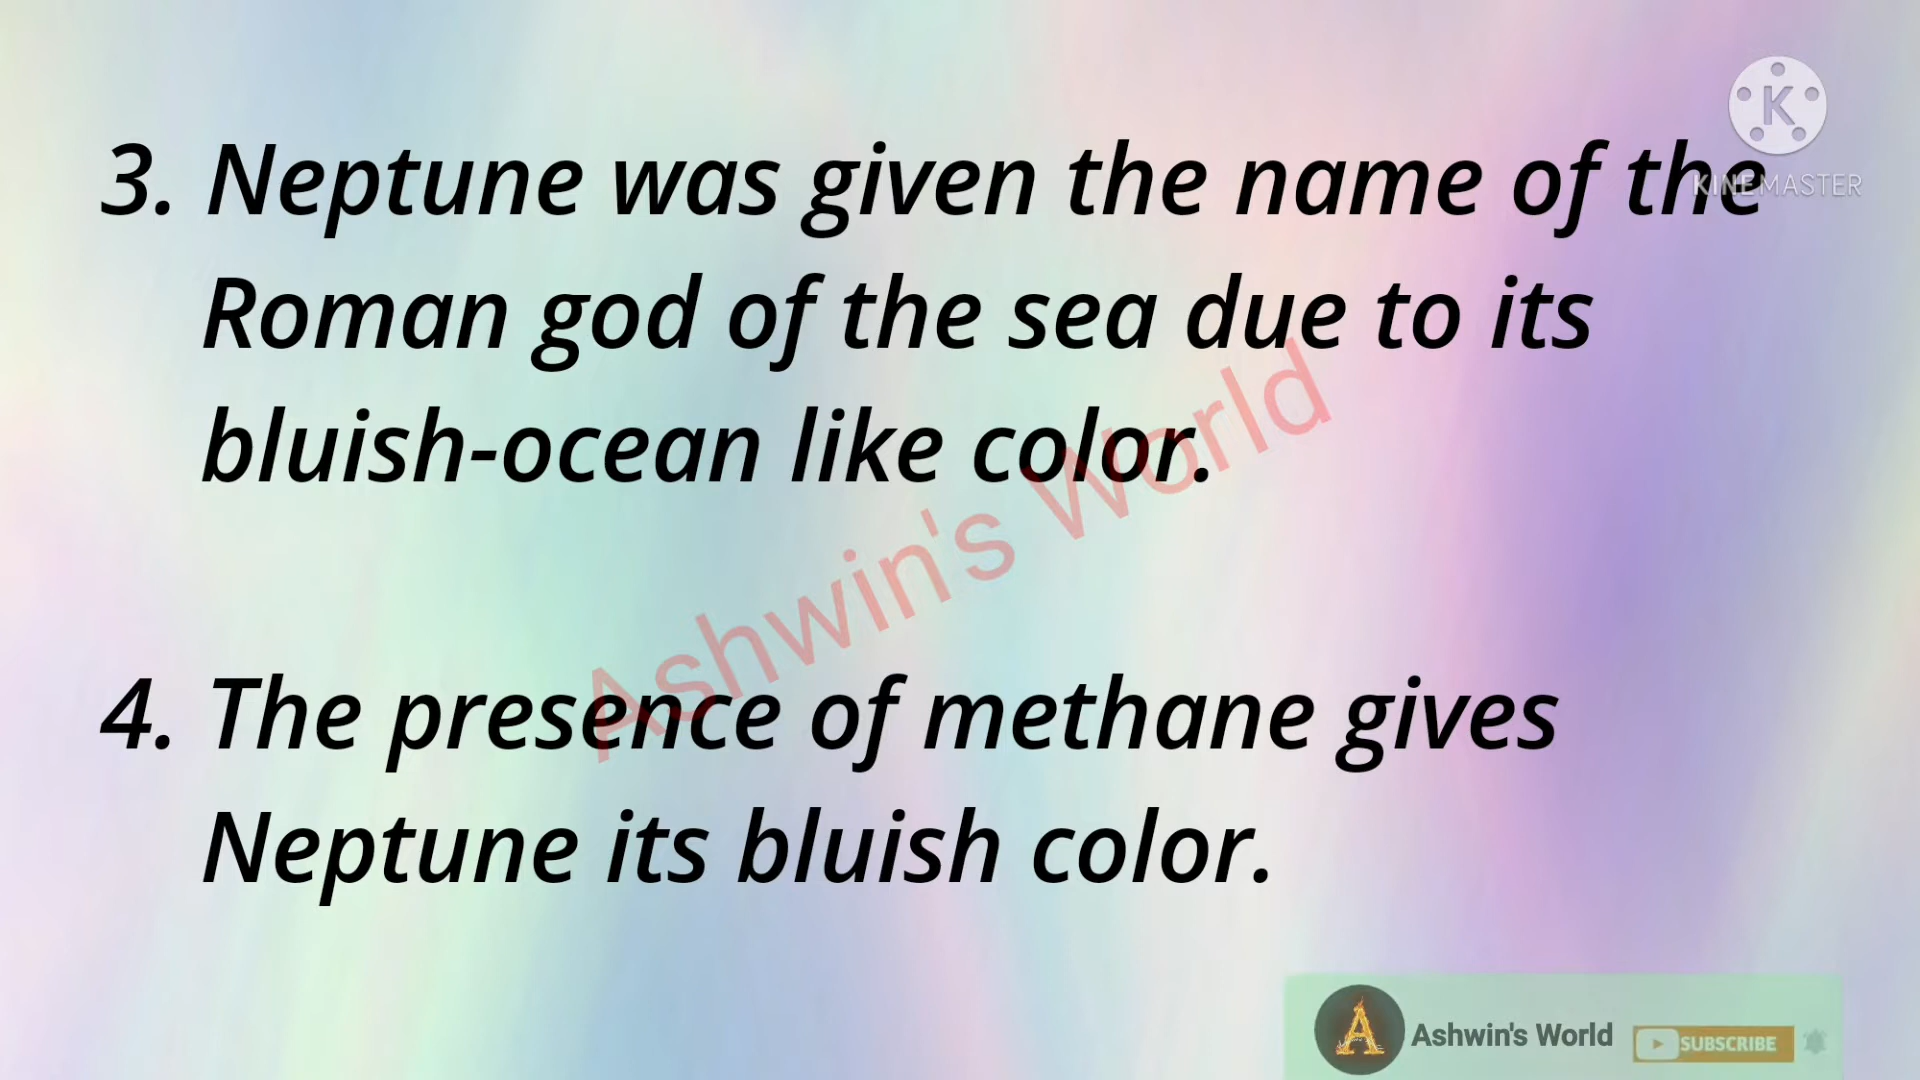 K
KINEMASTER
3. Neptune was given the name of the
Roman god of the sea due to its
bluish-ocean like color.
Ashwin's World
4. The presence of methane gives
Neptune its bluish color.
A
Ashwin's World
SUBSCRIBE